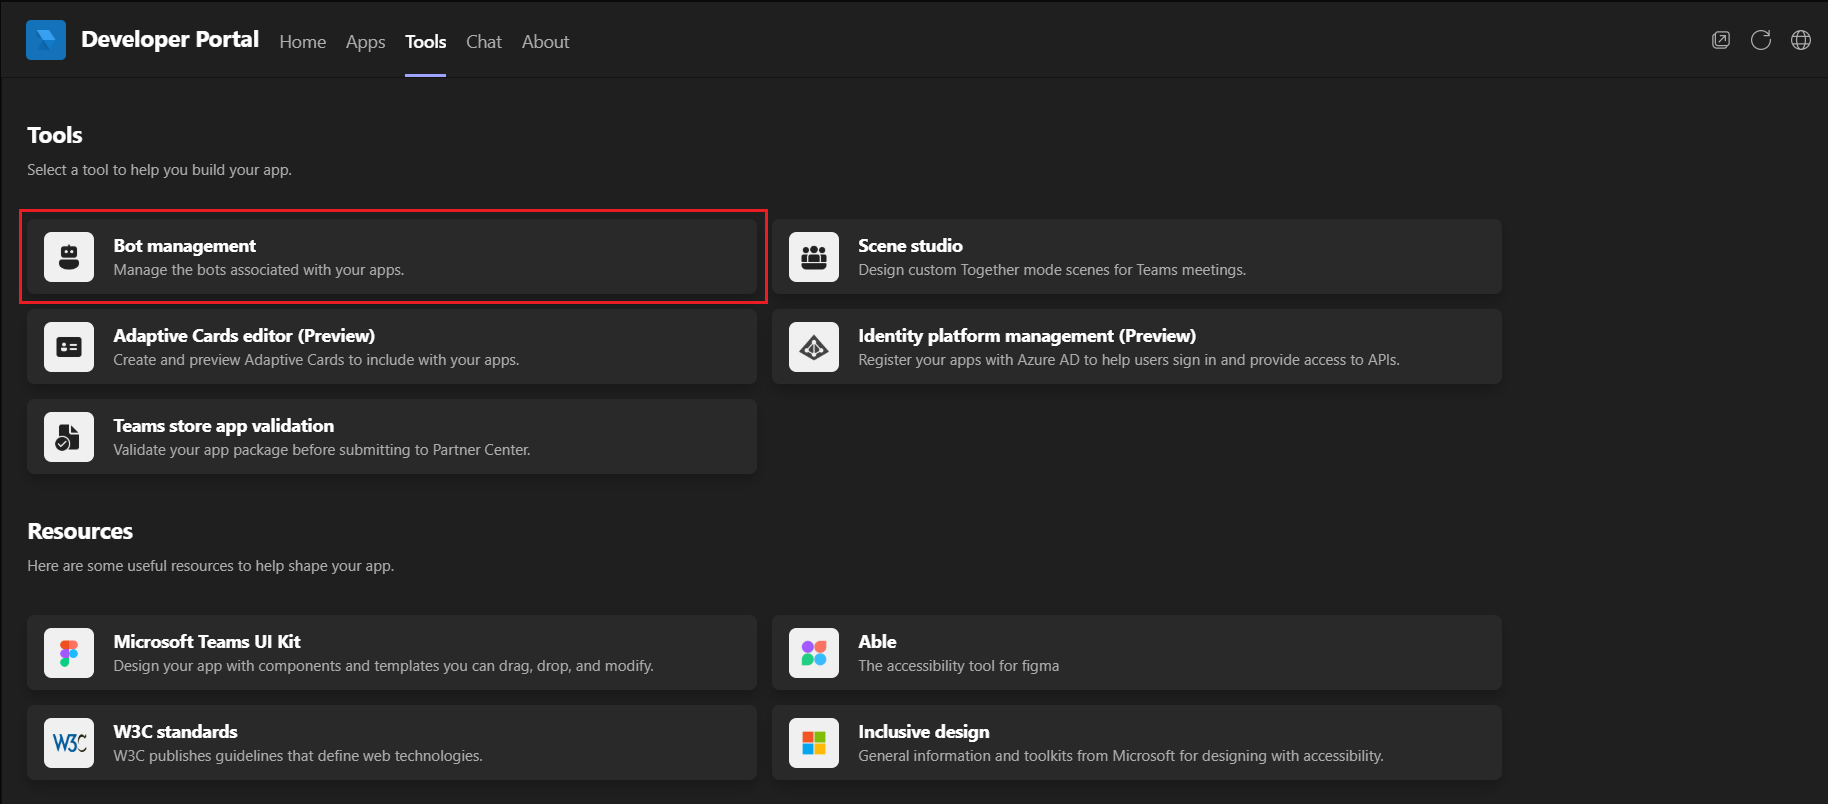 Developer Portal Home Apps Tools Chat About
Tools
Select a tool to help you build your app.
Bot management
Manage the bots associated with your apps.
Scene studio
Design custom Together mode scenes for Teams meetings.
Adaptive Cards editor (Preview)
Create and preview Adaptive Cards to include with your apps.
Identity platform management (Preview)
Register your apps with Azure AD to help users sign in and provide access to APIs.
Teams store app validation
Validate your app package before submitting to Partner Center.
Resources
Here are some useful resources to help shape your app.
Microsoft Teams UI Kit
Design your app with components and templates you can drag, drop, and modify.
Able
The accessibility tool for figma
W3C
W3C standards
W3C publishes guidelines that define web technologies.
Inclusive design
General information and toolkits from Microsoft for designing with accessibility.